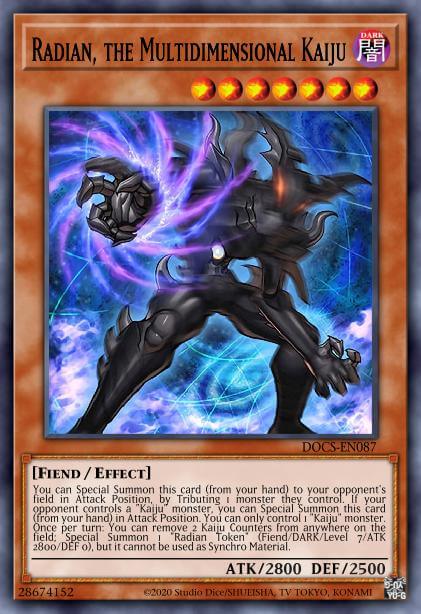 RADIAN, THE MULTIDIMENSIONAL KAIJU
DARK
闇
DOCS-EN087
[FIEND / EFFECT]
You can Special Summon this card (from your hand) to your opponent's
field in Attack Position, by Tributing 1 monster they control. If your
opponent controls a "Kaiju" monster, you can Special Summon this card
(from your hand) in Attack Position. You can only control 1 "Kaiju" monster.
Once per turn: You can remove 2 Kaiju Counters from anywhere on the
field; Special Summon 1 "Radian Token" (Fiend/DARK/Level 7/ATK
2800/DEF 0), but it cannot be used as Synchro Material.
ATK/2800 DEF/2500
28674152
©2020 Studio Dice/SHUEISHA, TV TOKYO, KONAMI